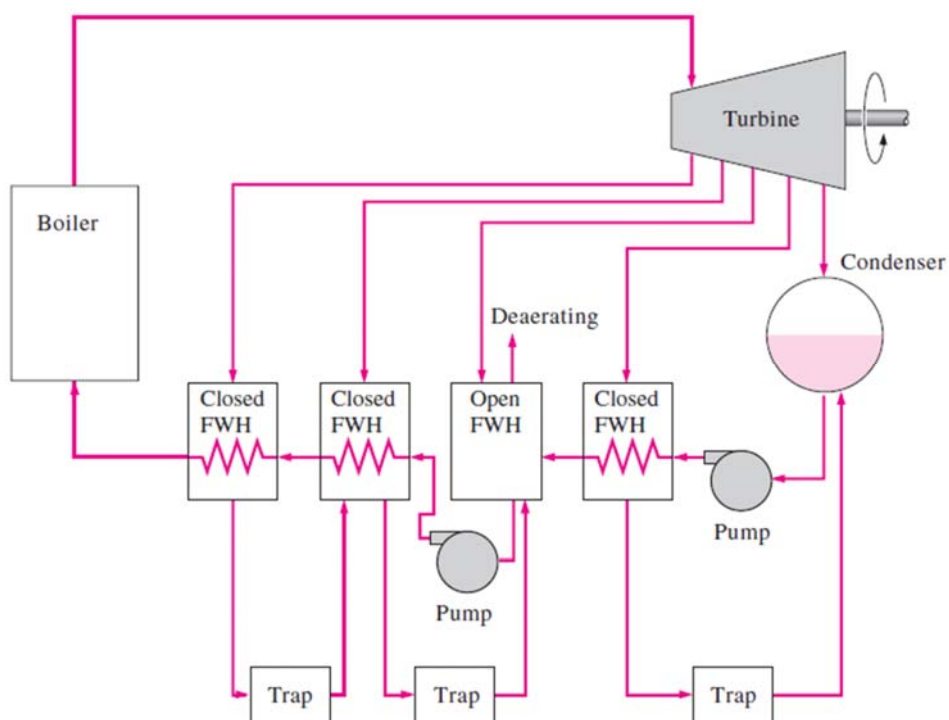 Turbine
Boiler
Condenser
Deaerating
Closed
FWH
Closed
FWH
Open
FWH
Closed
FWH
Pump
Pump
Trap
Trap
Trap